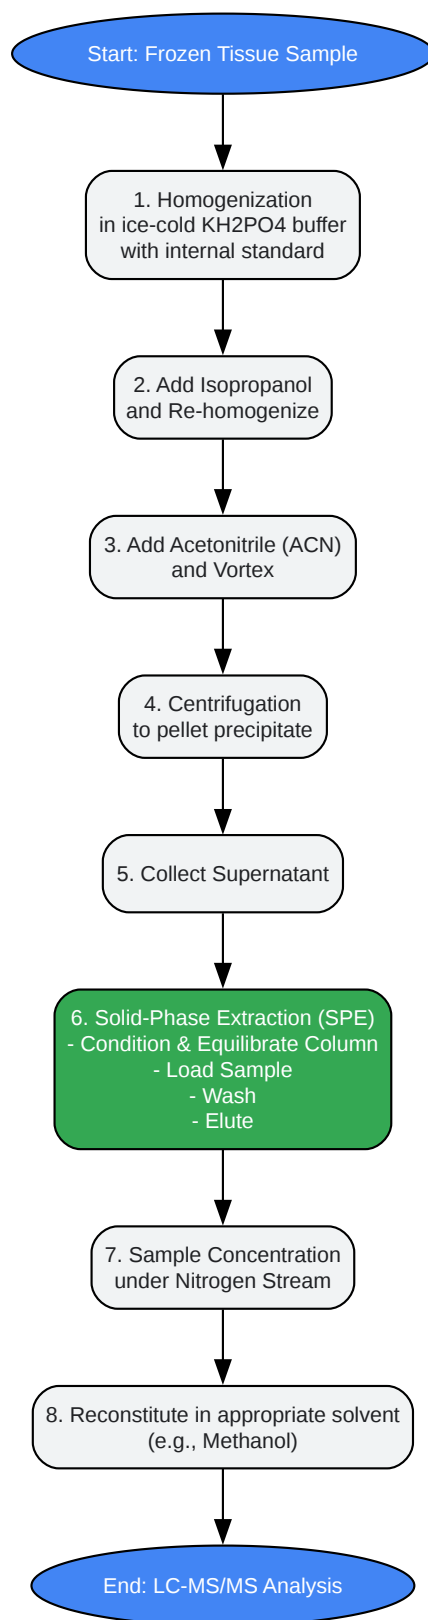 Start: Frozen Tissue Sample
1. Homogenization
in ice-cold KH2PO4 buffer
with internal standard
2. Add Isopropanol
and Re-homogenize
3. Add Acetonitrile (ACN)
and Vortex
4. Centrifugation
to pellet precipitate
5. Collect Supernatant
6. Solid-Phase Extraction (SPE)
- Condition & Equilibrate Column
- Load Sample
- Wash
- Elute
7. Sample Concentration
under Nitrogen Stream
8. Reconstitute in appropriate solvent
(e.g., Methanol)
End: LC-MS/MS Analysis